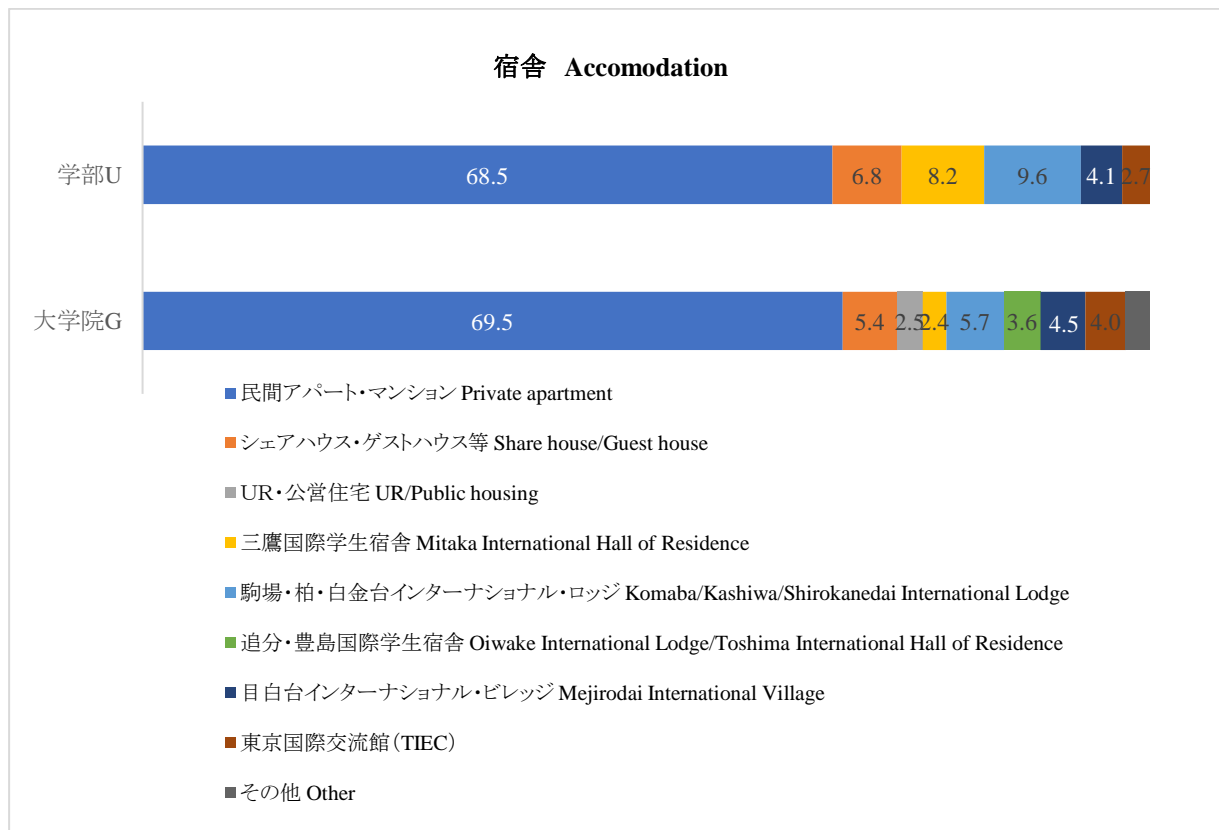 宿舎 Accomodation
学部U
68.5 6.8 8.2 9.6 4.1 2.7
大学院G
69.5 5.4 2.5 2.4 5.7 3.6 4.5 4.0
民間アパート・マンション Private apartment
シェアハウス・ゲストハウス等 Share house/Guest house
UR・公営住宅 UR/Public housing
三鷹国際学生宿舎 Mitaka International Hall of Residence
駒場・柏・白金台インターナショナル・ロッジ Komaba/Kashiwa/Shirokanedai International Lodge
追分・豊島国際学生宿舎 Oiwake International Lodge/Toshima International Hall of Residence
目白台インターナショナル・ビレッジ Mejirodai International Village
東京国際交流館（TIEC）
その他 Other